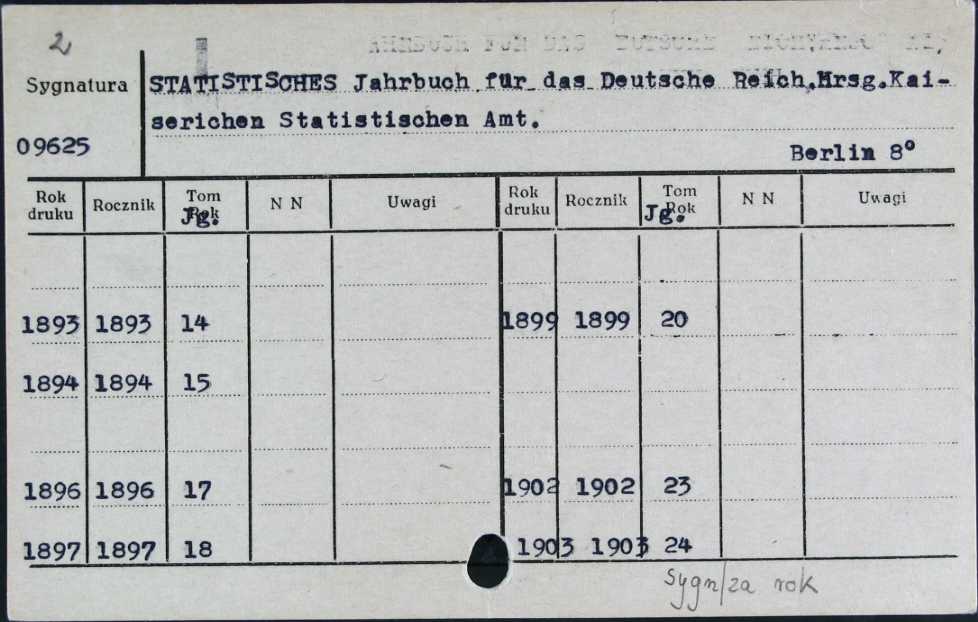 2
Sygnatura
STATISTISCHES Jahrbuch für das Deutsche Reich,Hrsg.Kai-
serichen Statistischen Amt.
09625
Berlin 8°
Rok druku Rocznik Tom Rok Jg. N N Uwagi Rok druku Rocznik Tom Rok Jg. N N Uwagi
1893 1893 14 1899 1899 20
1894 1894 15
1896 1896 17 1902 1902 23
1897 1897 18 1903 1903 24
sygn/za rok